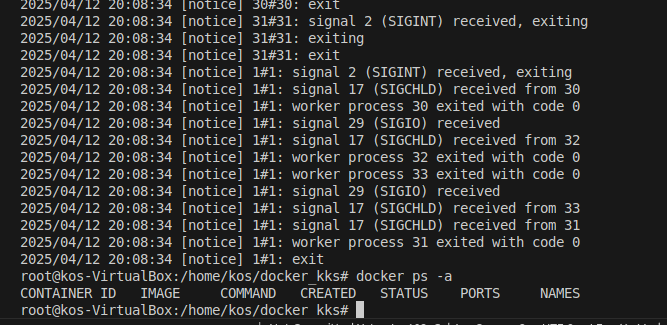 2025/04/12 20:08:34 [notice] 30#30: exit
2025/04/12 20:08:34 [notice] 31#31: signal 2 (SIGINT) received, exiting
2025/04/12 20:08:34 [notice] 31#31: exiting
2025/04/12 20:08:34 [notice] 31#31: exit
2025/04/12 20:08:34 [notice] 1#1: signal 2 (SIGINT) received, exiting
2025/04/12 20:08:34 [notice] 1#1: signal 17 (SIGCHLD) received from 30
2025/04/12 20:08:34 [notice] 1#1: worker process 30 exited with code 0
2025/04/12 20:08:34 [notice] 1#1: signal 29 (SIGIO) received
2025/04/12 20:08:34 [notice] 1#1: signal 17 (SIGCHLD) received from 32
2025/04/12 20:08:34 [notice] 1#1: worker process 32 exited with code 0
2025/04/12 20:08:34 [notice] 1#1: worker process 33 exited with code 0
2025/04/12 20:08:34 [notice] 1#1: signal 29 (SIGIO) received
2025/04/12 20:08:34 [notice] 1#1: signal 17 (SIGCHLD) received from 33
2025/04/12 20:08:34 [notice] 1#1: signal 17 (SIGCHLD) received from 31
2025/04/12 20:08:34 [notice] 1#1: worker process 31 exited with code 0
2025/04/12 20:08:34 [notice] 1#1: exit
root@kos-VirtualBox:/home/kos/docker_kks# docker ps -a
CONTAINER ID   IMAGE     COMMAND   CREATED   STATUS    PORTS     NAMES
root@kos-VirtualBox:/home/kos/docker_kks#